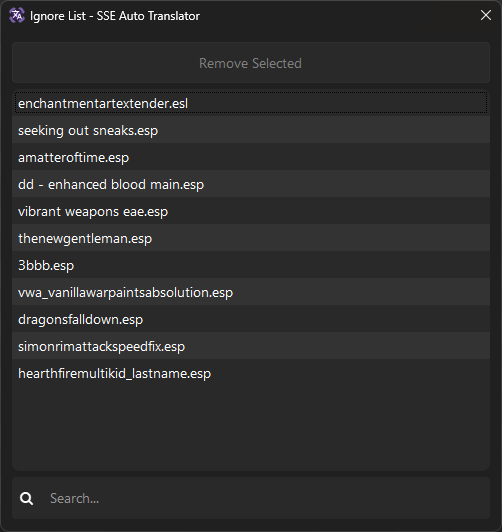 Ignore List - SSE Auto Translator
Remove Selected
enchantmentartextender.esl
seeking out sneaks.esp
amatteroftime.esp
dd - enhanced blood main.esp
vibrant weapons eae.esp
thenewgentleman.esp
3bbb.esp
vwa_vanillawarpaintsabsolution.esp
dragonsfalldown.esp
simonrimattackspeedfix.esp
hearthfiremultikid_lastname.esp
Search...